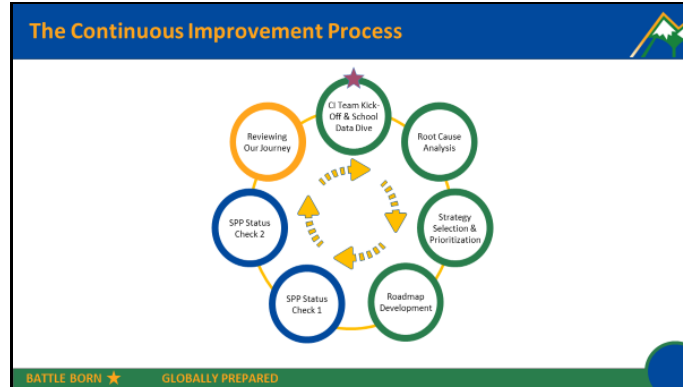 The Continuous Improvement Process
CI Team Kick-
Off & School
Data Dive
Root Cause
Analysis
Strategy
Selection &
Prioritization
Roadmap
Development
SPP Status
Check 1
SPP Status
Check 2
Reviewing
Our Journey
BATTLE BORN GLOBALLY PREPARED